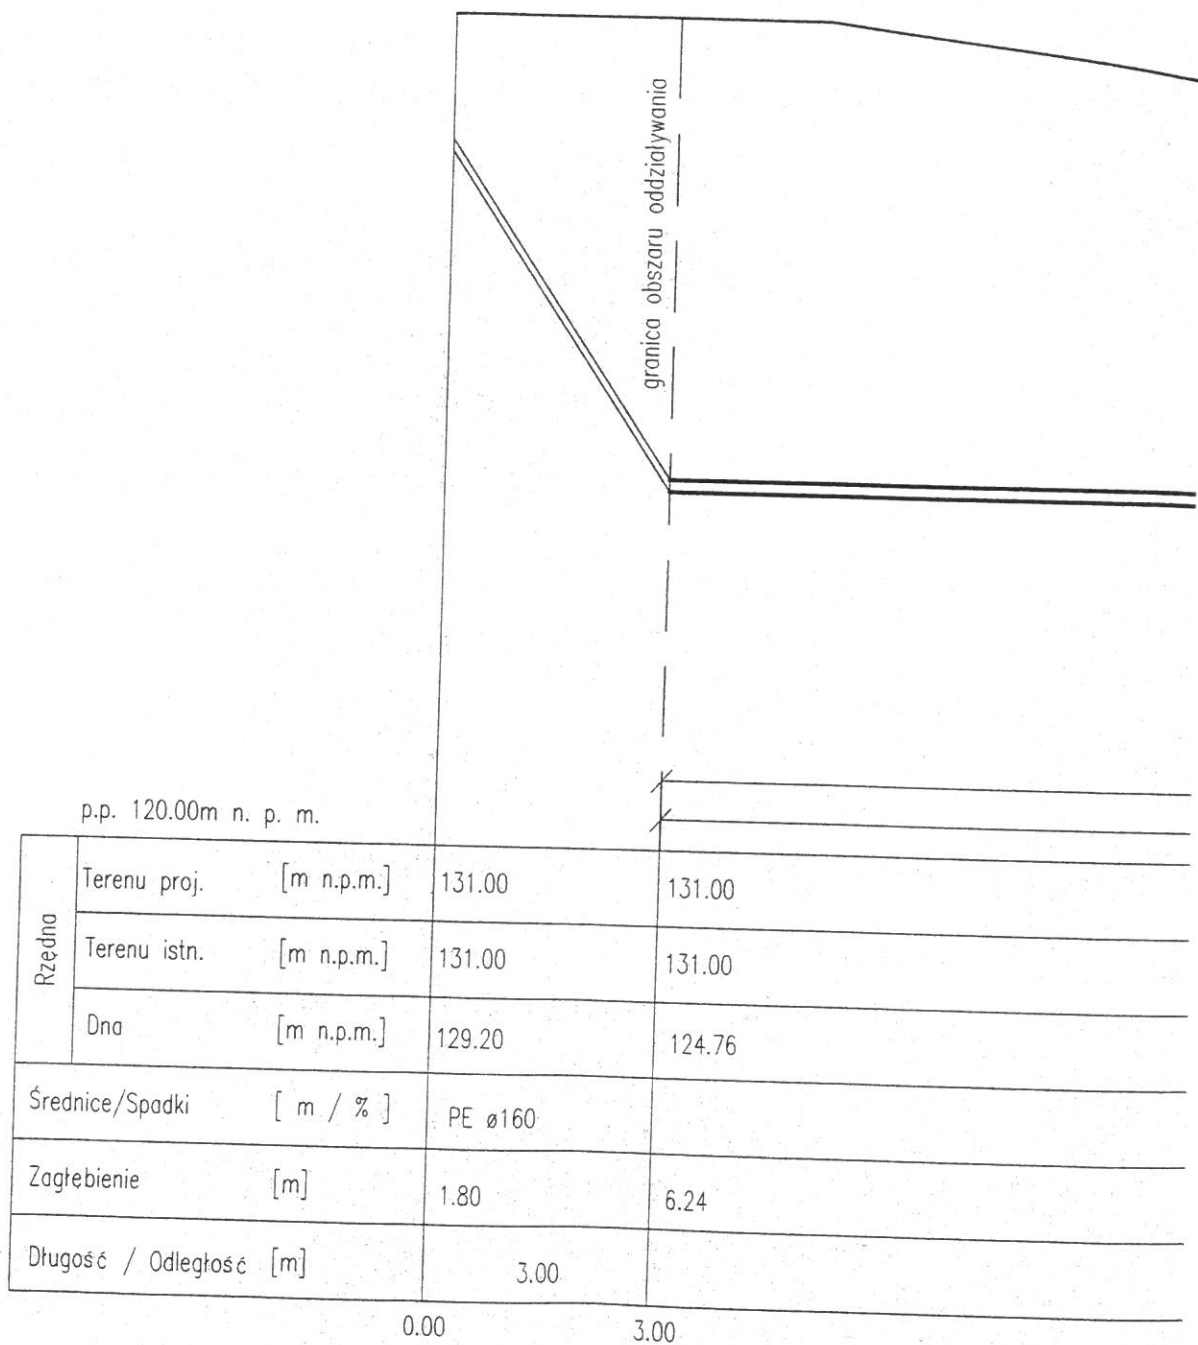 granica obszaru oddziaływania
p.p. 120.00m n. p. m.
Rzędna
Terenu proj. [m n.p.m.] 131.00 131.00
Terenu istn. [m n.p.m.] 131.00 131.00
Dna [m n.p.m.] 129.20 124.76
Średnice/Spadki [ m / % ] PE ø160
Zagłębienie [m] 1.80 6.24
Długość / Odległość [m] 3.00
0.00 3.00